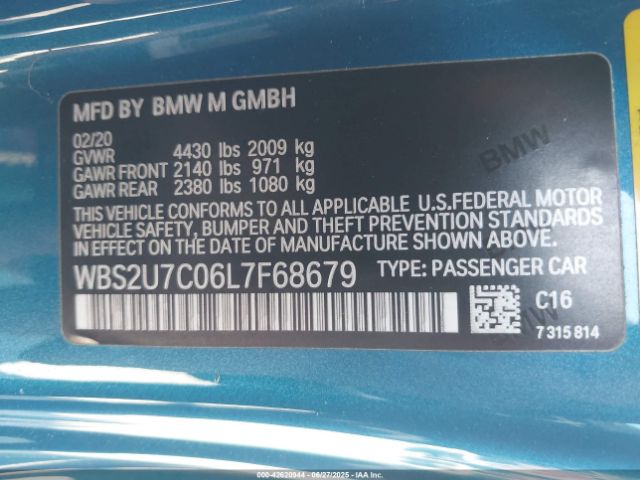 MFD BY BMW M GMBH
02/20
GVWR 4430 lbs 2009 kg
GAWR FRONT 2140 lbs 971 kg
GAWR REAR 2380 lbs 1080 kg
THIS VEHICLE CONFORMS TO ALL APPLICABLE U.S.FEDERAL MOTOR
VEHICLE SAFETY, BUMPER AND THEFT PREVENTION STANDARDS
IN EFFECT ON THE DATE OF MANUFACTURE SHOWN ABOVE.
WBS2U7C06L7F68679 TYPE: PASSENGER CAR
C16
7 315 814
BMW
BMW
000-42620944 - 06/27/2025 - IAAI.COM